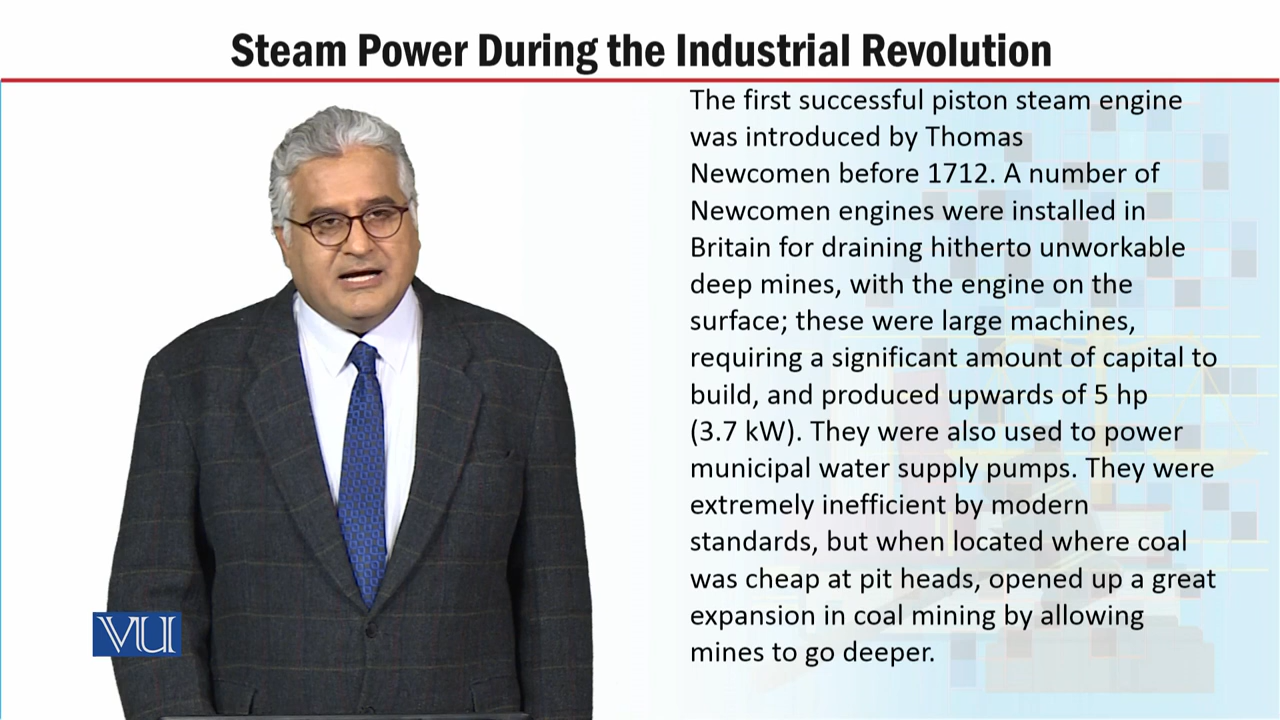 Steam Power During the Industrial Revolution
The first successful piston steam engine
was introduced by Thomas
Newcomen before 1712. A number of
Newcomen engines were installed in
Britain for draining hitherto unworkable
deep mines, with the engine on the
surface; these were large machines,
requiring a significant amount of capital to
build, and produced upwards of 5 hp
(3.7 kW). They were also used to power
municipal water supply pumps. They were
extremely inefficient by modern
standards, but when located where coal
was cheap at pit heads, opened up a great
expansion in coal mining by allowing
mines to go deeper.
VU